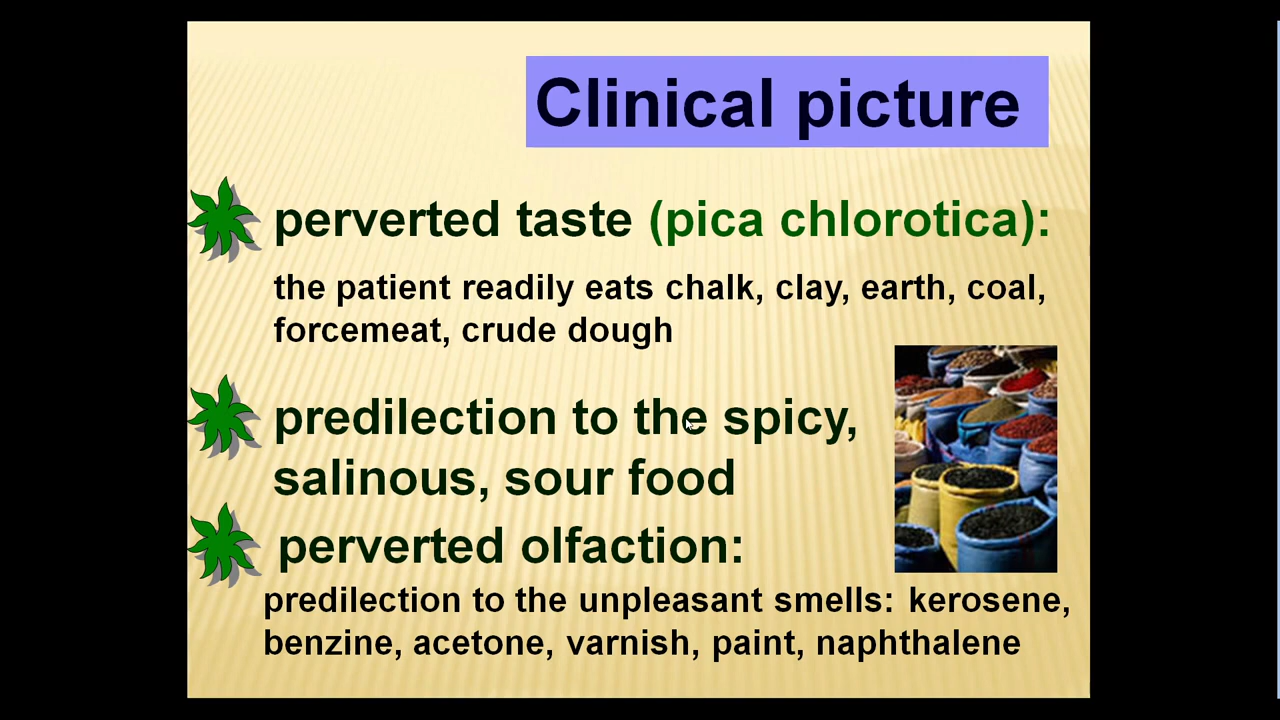 Clinical picture
perverted taste (pica chlorotica):
the patient readily eats chalk, clay, earth, coal,
forcemeat, crude dough
predilection to the spicy,
salinous, sour food
perverted olfaction:
predilection to the unpleasant smells: kerosene,
benzine, acetone, varnish, paint, naphthalene